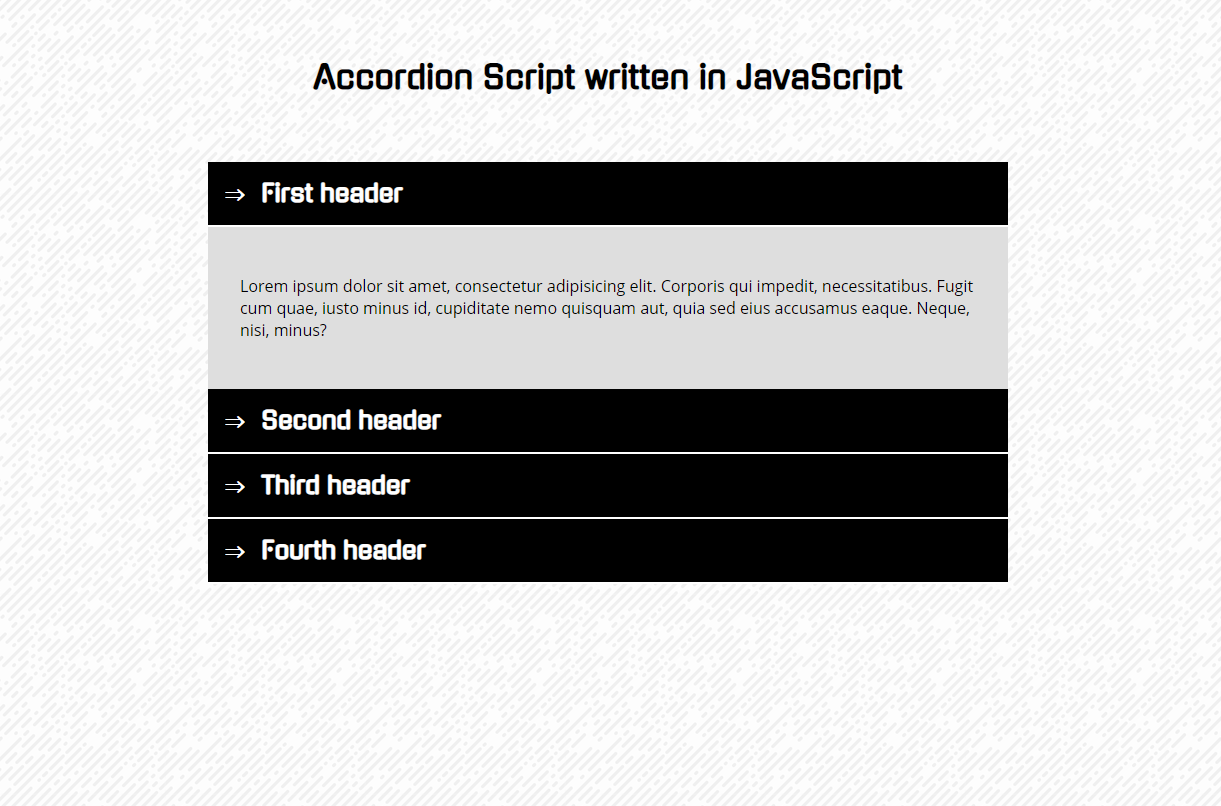 Accordion Script written in JavaScript
⇒ First header
Lorem ipsum dolor sit amet, consectetur adipisicing elit. Corporis qui impedit, necessitatibus. Fugit
cum quae, iusto minus id, cupiditate nemo quisquam aut, quia sed eius accusamus eaque. Neque,
nisi, minus?
⇒ Second header
⇒ Third header
⇒ Fourth header